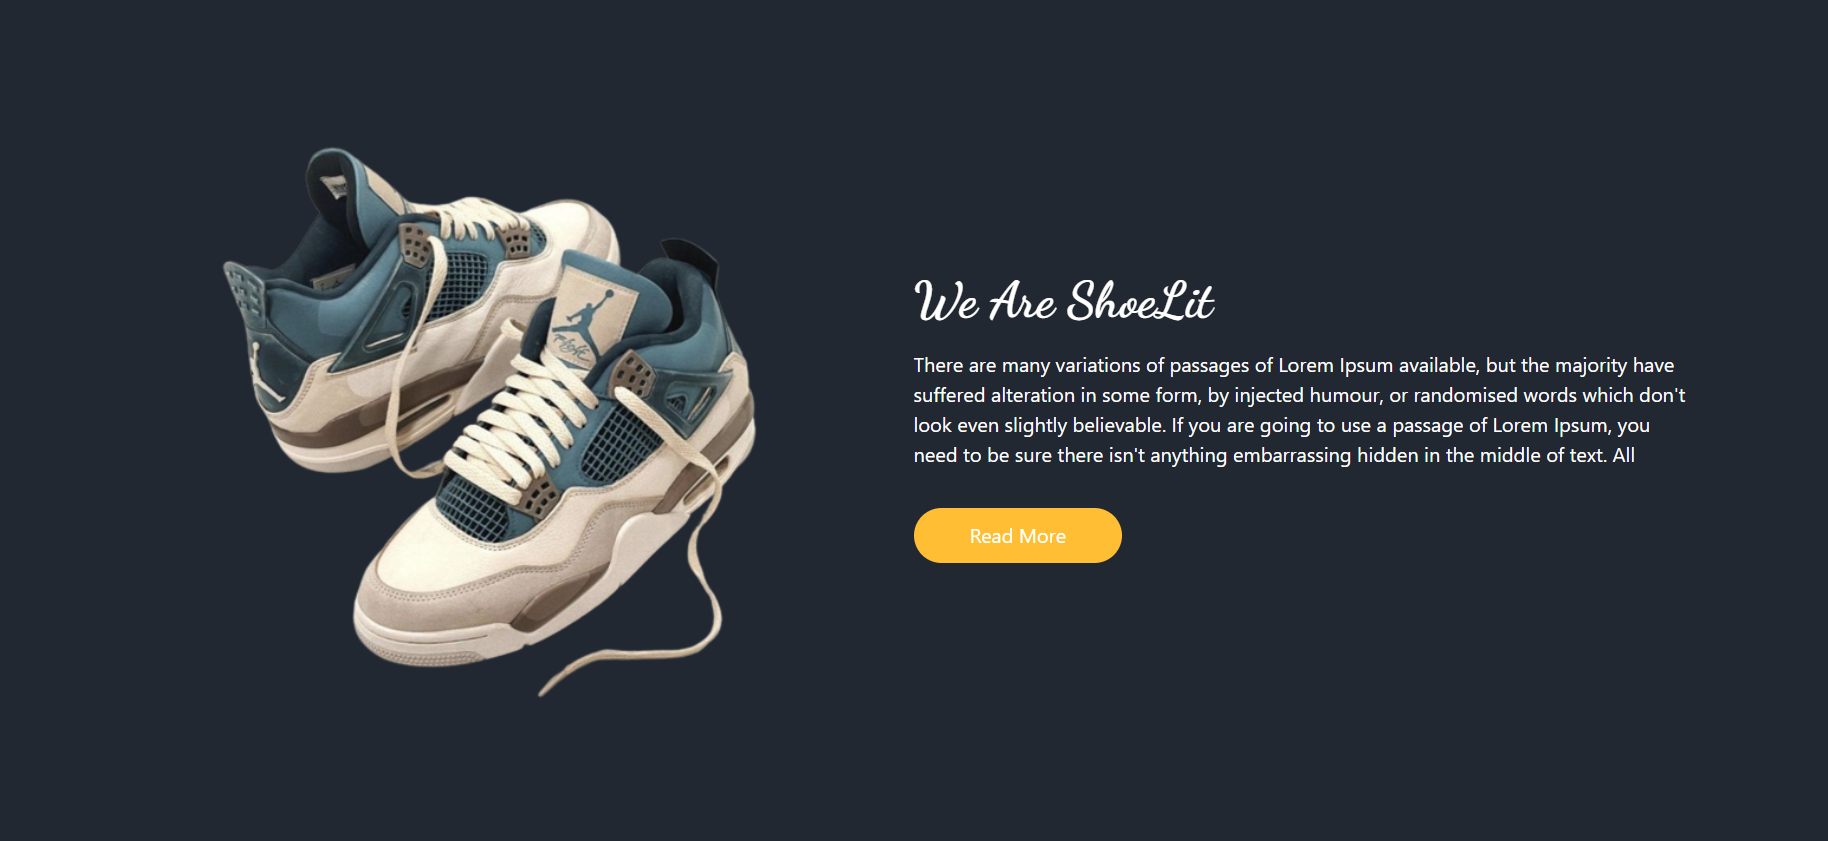 We Are ShoeLit
There are many variations of passages of Lorem Ipsum available, but the majority have
suffered alteration in some form, by injected humour, or randomised words which don't
look even slightly believable. If you are going to use a passage of Lorem Ipsum, you
need to be sure there isn't anything embarrassing hidden in the middle of text. All
Read More